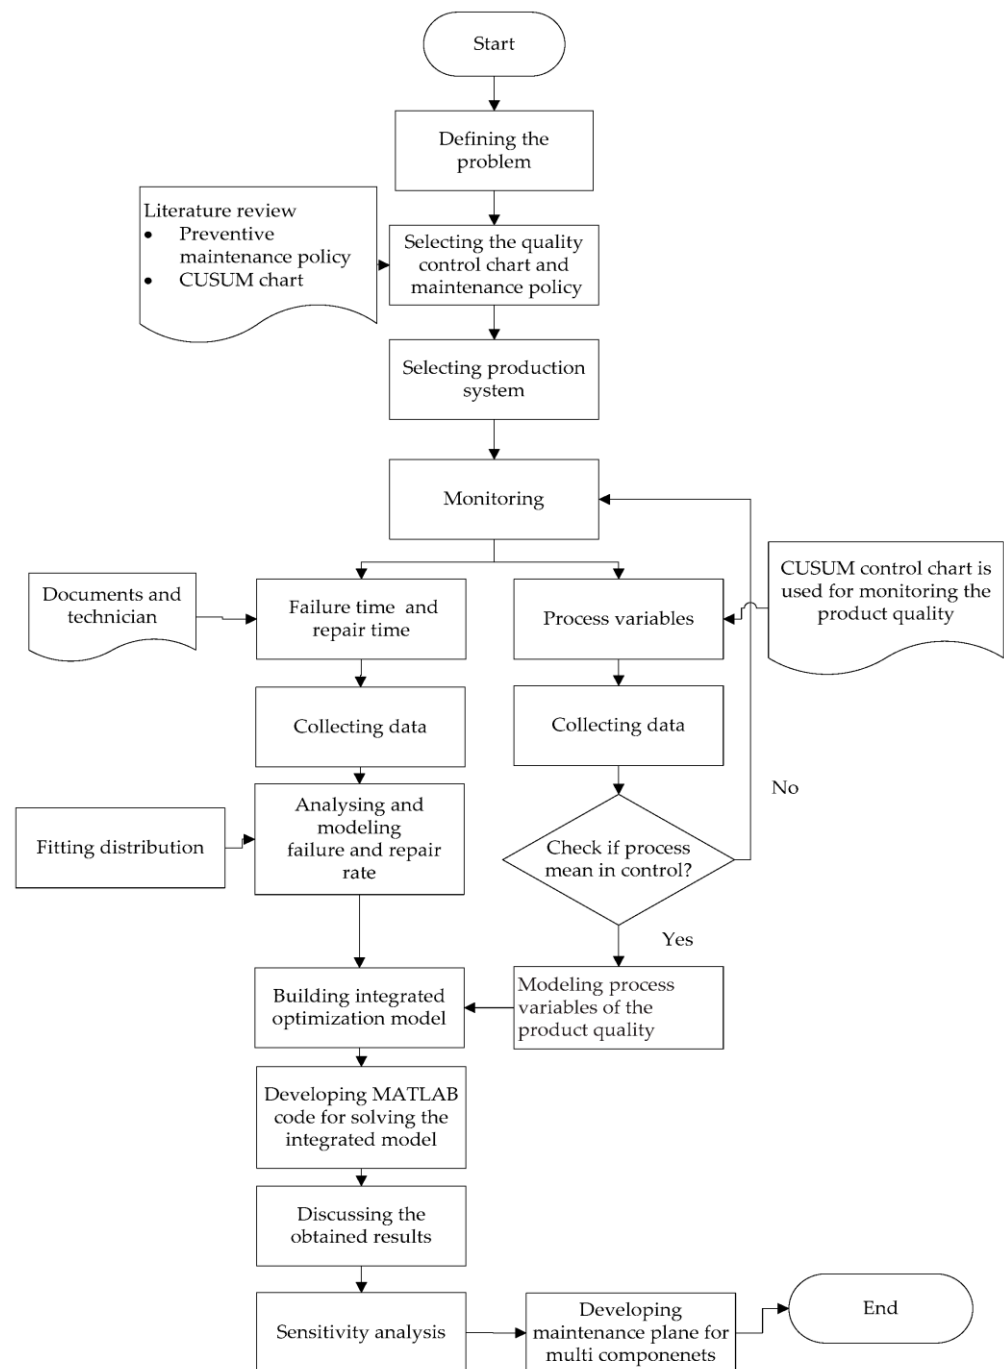 Start
Defining the
problem
Literature review
• Preventive
maintenance policy
• CUSUM chart
Selecting the quality
control chart and
maintenance policy
Selecting production
system
Monitoring
Documents and
technician
Failure time and
repair time
Process variables
CUSUM control chart is
used for monitoring the
product quality
Collecting data
Collecting data
No
Fitting distribution
Analysing and
modeling
failure and repair
rate
Check if process
mean in control?
Yes
Building integrated
optimization model
Modeling process
variables of the
product quality
Developing MATLAB
code for solving the
integrated model
Discussing the
obtained results
Sensitivity analysis
Developing
maintenance plane for
multi componenets
End